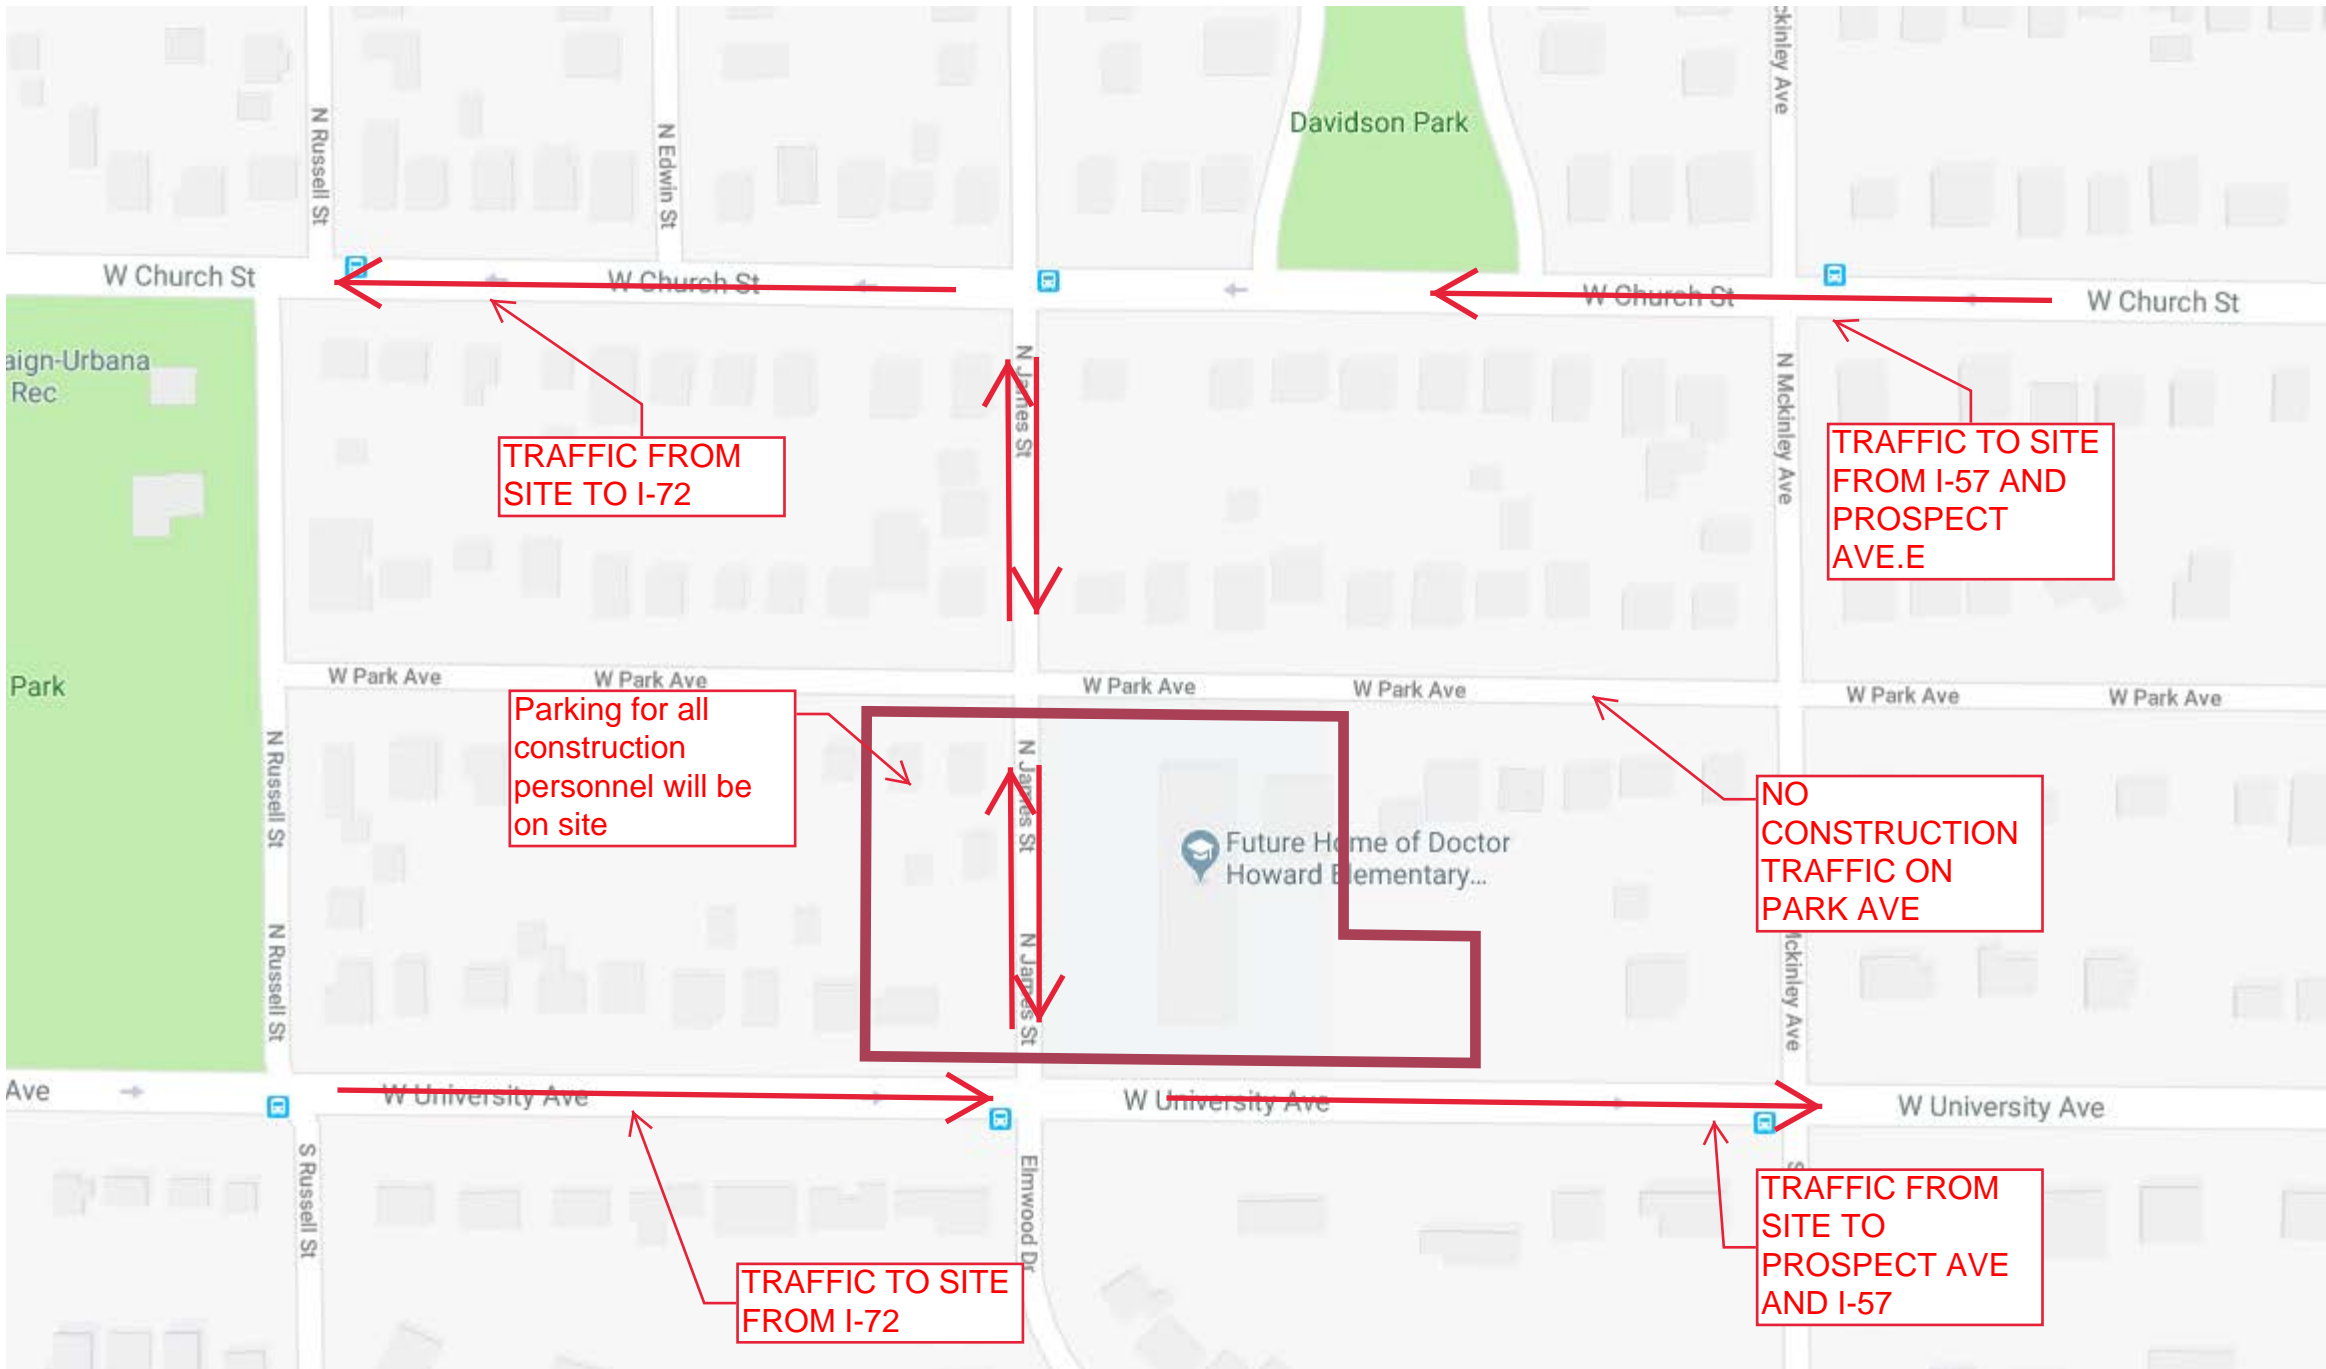 Davidson Park
ckinley Ave
N Russell St
N Edwin St
W Church St
W Church St
W Church St
W Church St
aign-Urbana
Rec
N James St
N Mckinley Ave
TRAFFIC FROM
SITE TO I-72
TRAFFIC TO SITE
FROM I-57 AND
PROSPECT
AVE.E
Park
W Park Ave
W Park Ave
W Park Ave
W Park Ave
W Park Ave
W Park Ave
Parking for all
construction
personnel will be
on site
N Russell St
N James St
Future Home of Doctor
Howard Elementary...
NO
CONSTRUCTION
TRAFFIC ON
PARK AVE
N Russell St
N James St
Mckinley Ave
Ave
W University Ave
W University Ave
W University Ave
S Russell St
Elmwood Dr
S
TRAFFIC FROM
SITE TO
PROSPECT AVE
AND I-57
TRAFFIC TO SITE
FROM I-72